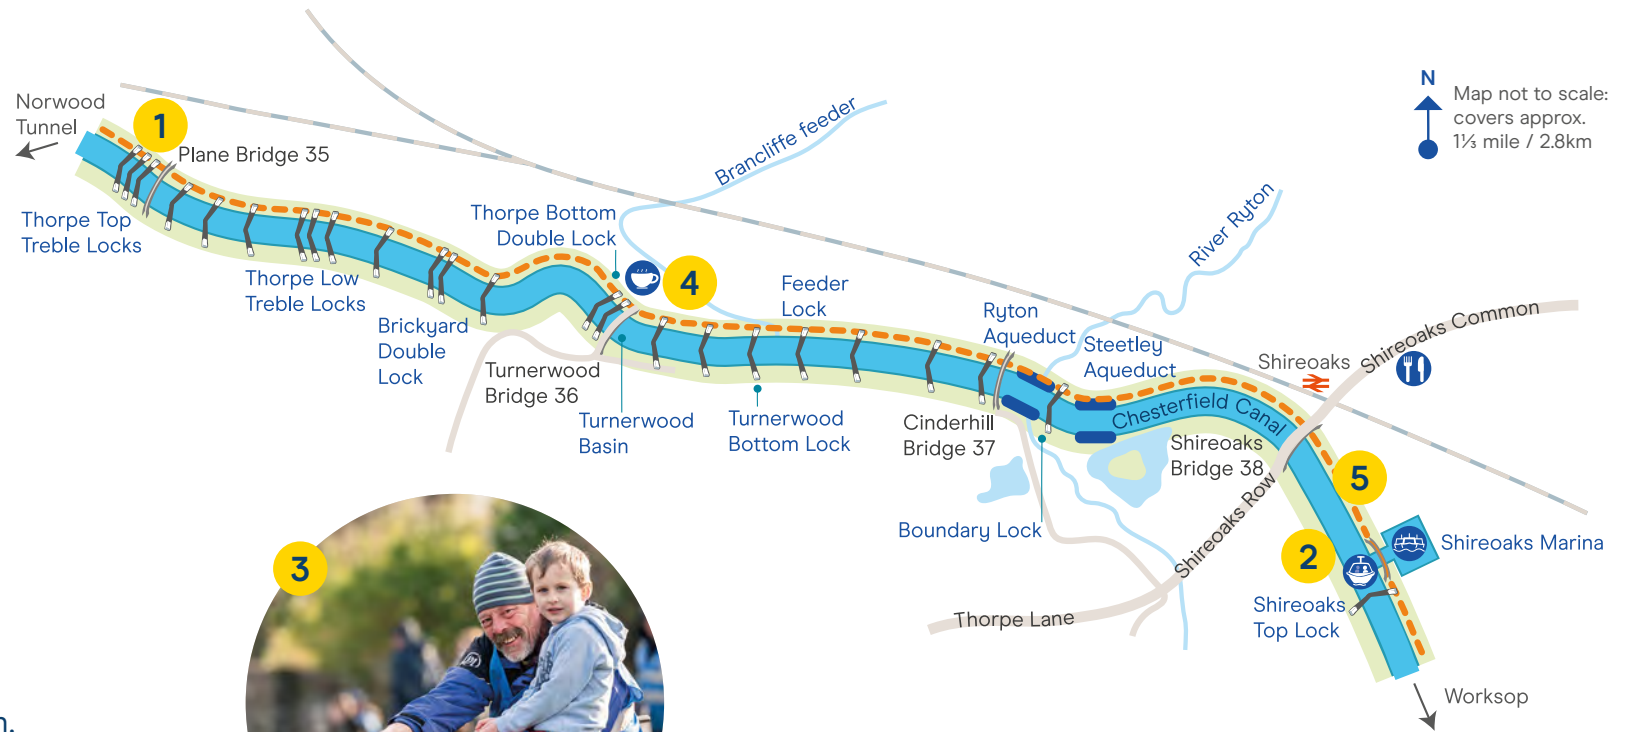 Norwood
Tunnel
1
Plane Bridge 35
Thorpe Top
Treble Locks
Thorpe Low
Treble Locks
Brickyard
Double
Lock
Thorpe Bottom
Double Lock
4
Brancliffe feeder
Turnerwood
Bridge 36
Turnerwood
Basin
Feeder
Lock
Turnerwood
Bottom Lock
Ryton
Aqueduct
River Ryton
Steetley
Aqueduct
Cinderhill
Bridge 37
Boundary Lock
Chesterfield Canal
Shireoaks
Bridge 38
Shireoaks
Shireoaks Common
Shireoaks Row
Thorpe Lane
5
2
Shireoaks Marina
Shireoaks
Top Lock
Worksop
N
Map not to scale:
covers approx.
1⅓ mile / 2.8km
3
n.